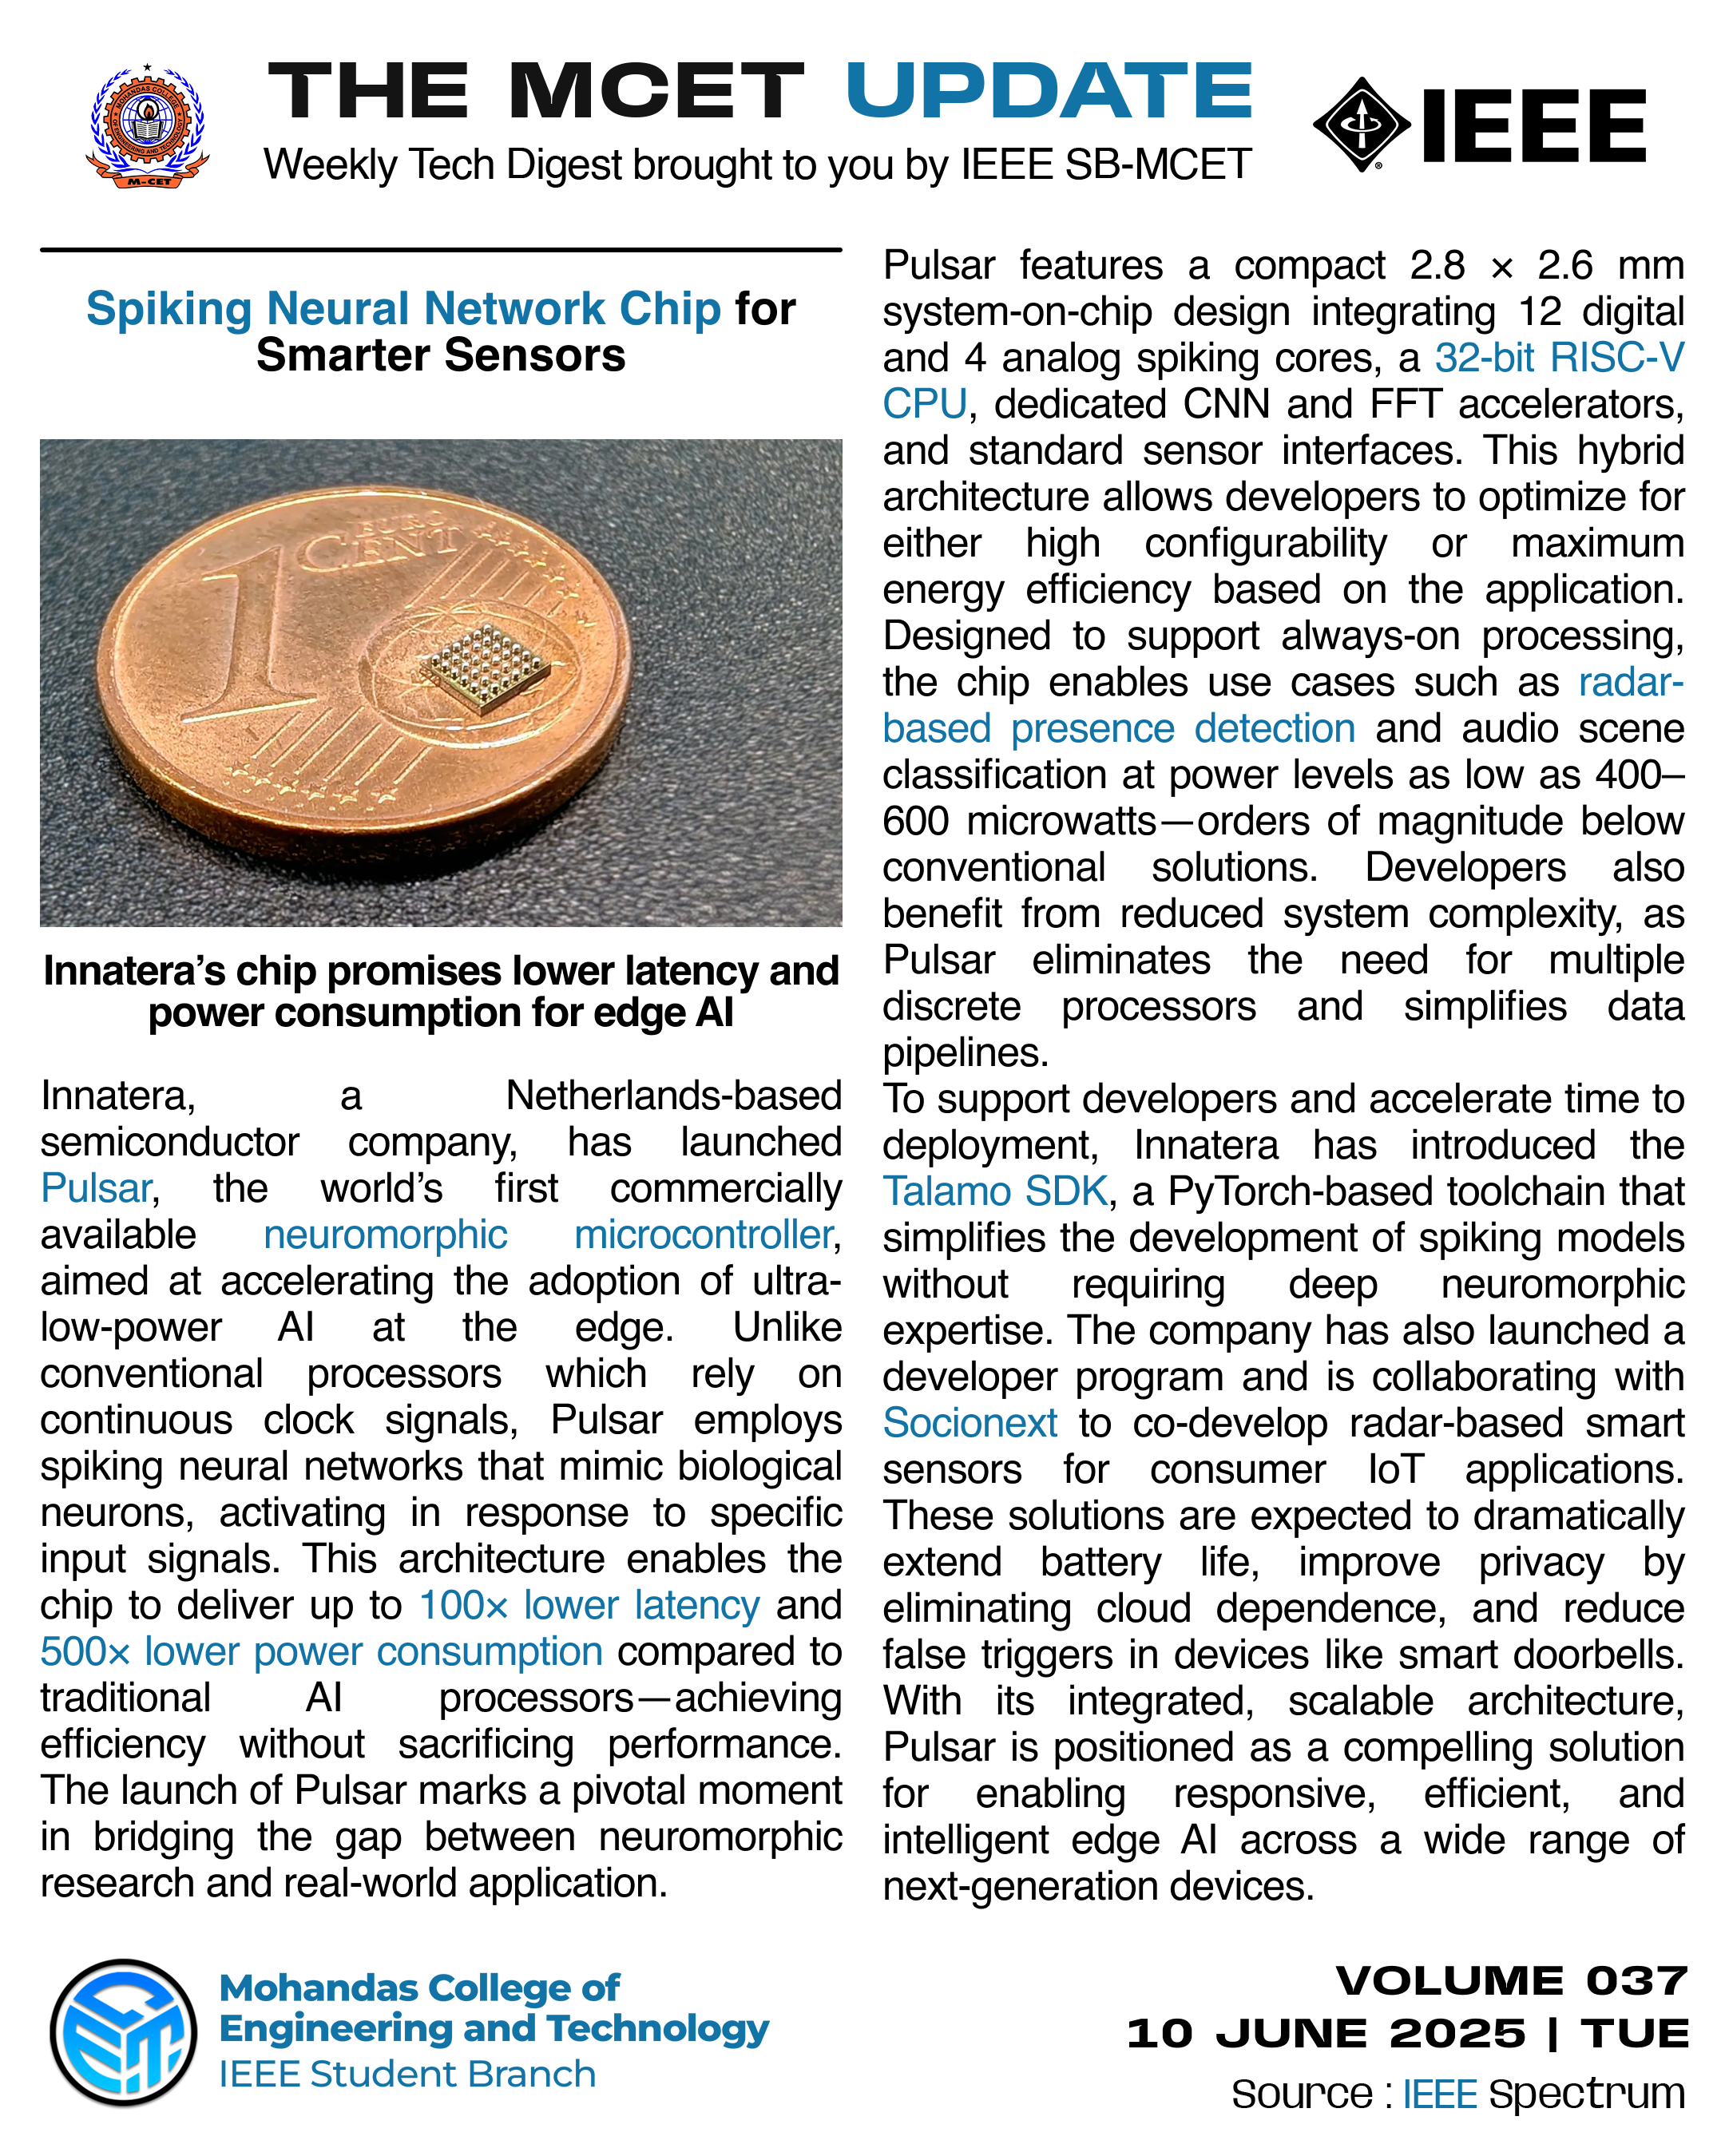 THE MCET UPDATE
Weekly Tech Digest brought to you by IEEE SB-MCET
MOHANDAS COLLEGE
OF ENGINEERING AND TECHNOLOGY
M-CET
IEEE
Spiking Neural Network Chip for
Smarter Sensors
1
EURO
CENT
Innatera’s chip promises lower latency and
power consumption for edge AI
Innatera, a Netherlands-based
semiconductor company, has launched
Pulsar, the world’s first commercially
available neuromorphic microcontroller,
aimed at accelerating the adoption of ultra-
low-power AI at the edge. Unlike
conventional processors which rely on
continuous clock signals, Pulsar employs
spiking neural networks that mimic biological
neurons, activating in response to specific
input signals. This architecture enables the
chip to deliver up to 100× lower latency and
500× lower power consumption compared to
traditional AI processors—achieving
efficiency without sacrificing performance.
The launch of Pulsar marks a pivotal moment
in bridging the gap between neuromorphic
research and real-world application.
Pulsar features a compact 2.8 × 2.6 mm
system-on-chip design integrating 12 digital
and 4 analog spiking cores, a 32-bit RISC-V
CPU, dedicated CNN and FFT accelerators,
and standard sensor interfaces. This hybrid
architecture allows developers to optimize for
either high configurability or maximum
energy efficiency based on the application.
Designed to support always-on processing,
the chip enables use cases such as radar-
based presence detection and audio scene
classification at power levels as low as 400–
600 microwatts—orders of magnitude below
conventional solutions. Developers also
benefit from reduced system complexity, as
Pulsar eliminates the need for multiple
discrete processors and simplifies data
pipelines.
To support developers and accelerate time to
deployment, Innatera has introduced the
Talamo SDK, a PyTorch-based toolchain that
simplifies the development of spiking models
without requiring deep neuromorphic
expertise. The company has also launched a
developer program and is collaborating with
Socionext to co-develop radar-based smart
sensors for consumer IoT applications.
These solutions are expected to dramatically
extend battery life, improve privacy by
eliminating cloud dependence, and reduce
false triggers in devices like smart doorbells.
With its integrated, scalable architecture,
Pulsar is positioned as a compelling solution
for enabling responsive, efficient, and
intelligent edge AI across a wide range of
next-generation devices.
Mohandas College of
Engineering and Technology
IEEE Student Branch
VOLUME 037
10 JUNE 2025 | TUE
Source : IEEE Spectrum